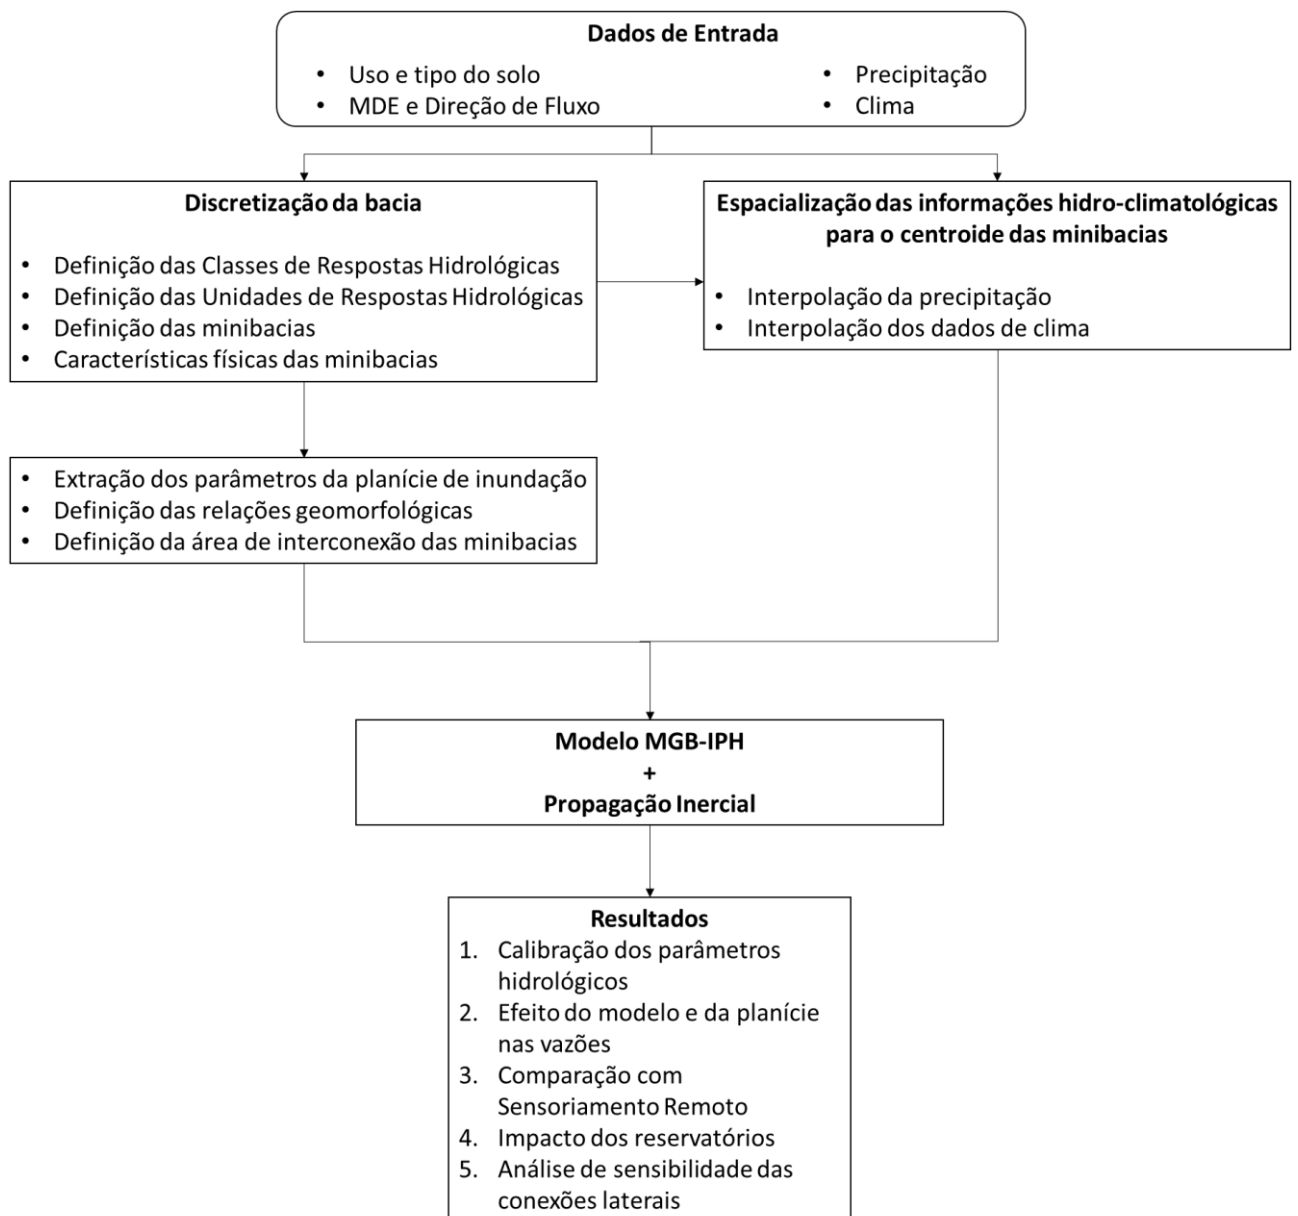 Dados de Entrada
• Uso e tipo do solo
• MDE e Direção de Fluxo
• Precipitação
• Clima
Discretização da bacia
• Definição das Classes de Respostas Hidrológicas
• Definição das Unidades de Respostas Hidrológicas
• Definição das minibacias
• Características físicas das minibacias
Espacialização das informações hidro-climatológicas
para o centroide das minibacias
• Interpolação da precipitação
• Interpolação dos dados de clima
• Extração dos parâmetros da planície de inundação
• Definição das relações geomorfológicas
• Definição da área de interconexão das minibacias
Modelo MGB-IPH
+
Propagação Inercial
Resultados
1. Calibração dos parâmetros
hidrológicos
2. Efeito do modelo e da planície
nas vazões
3. Comparação com
Sensoriamento Remoto
4. Impacto dos reservatórios
5. Análise de sensibilidade das
conexões laterais